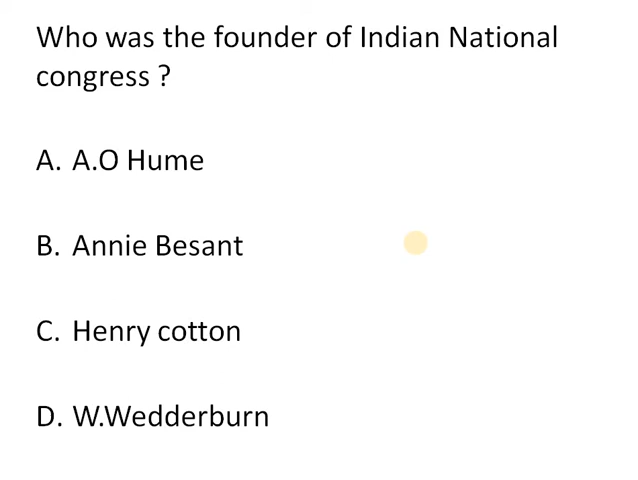 Who was the founder of Indian National
congress ?
A. A.O Hume
B. Annie Besant
C. Henry cotton
D. W.Wedderburn